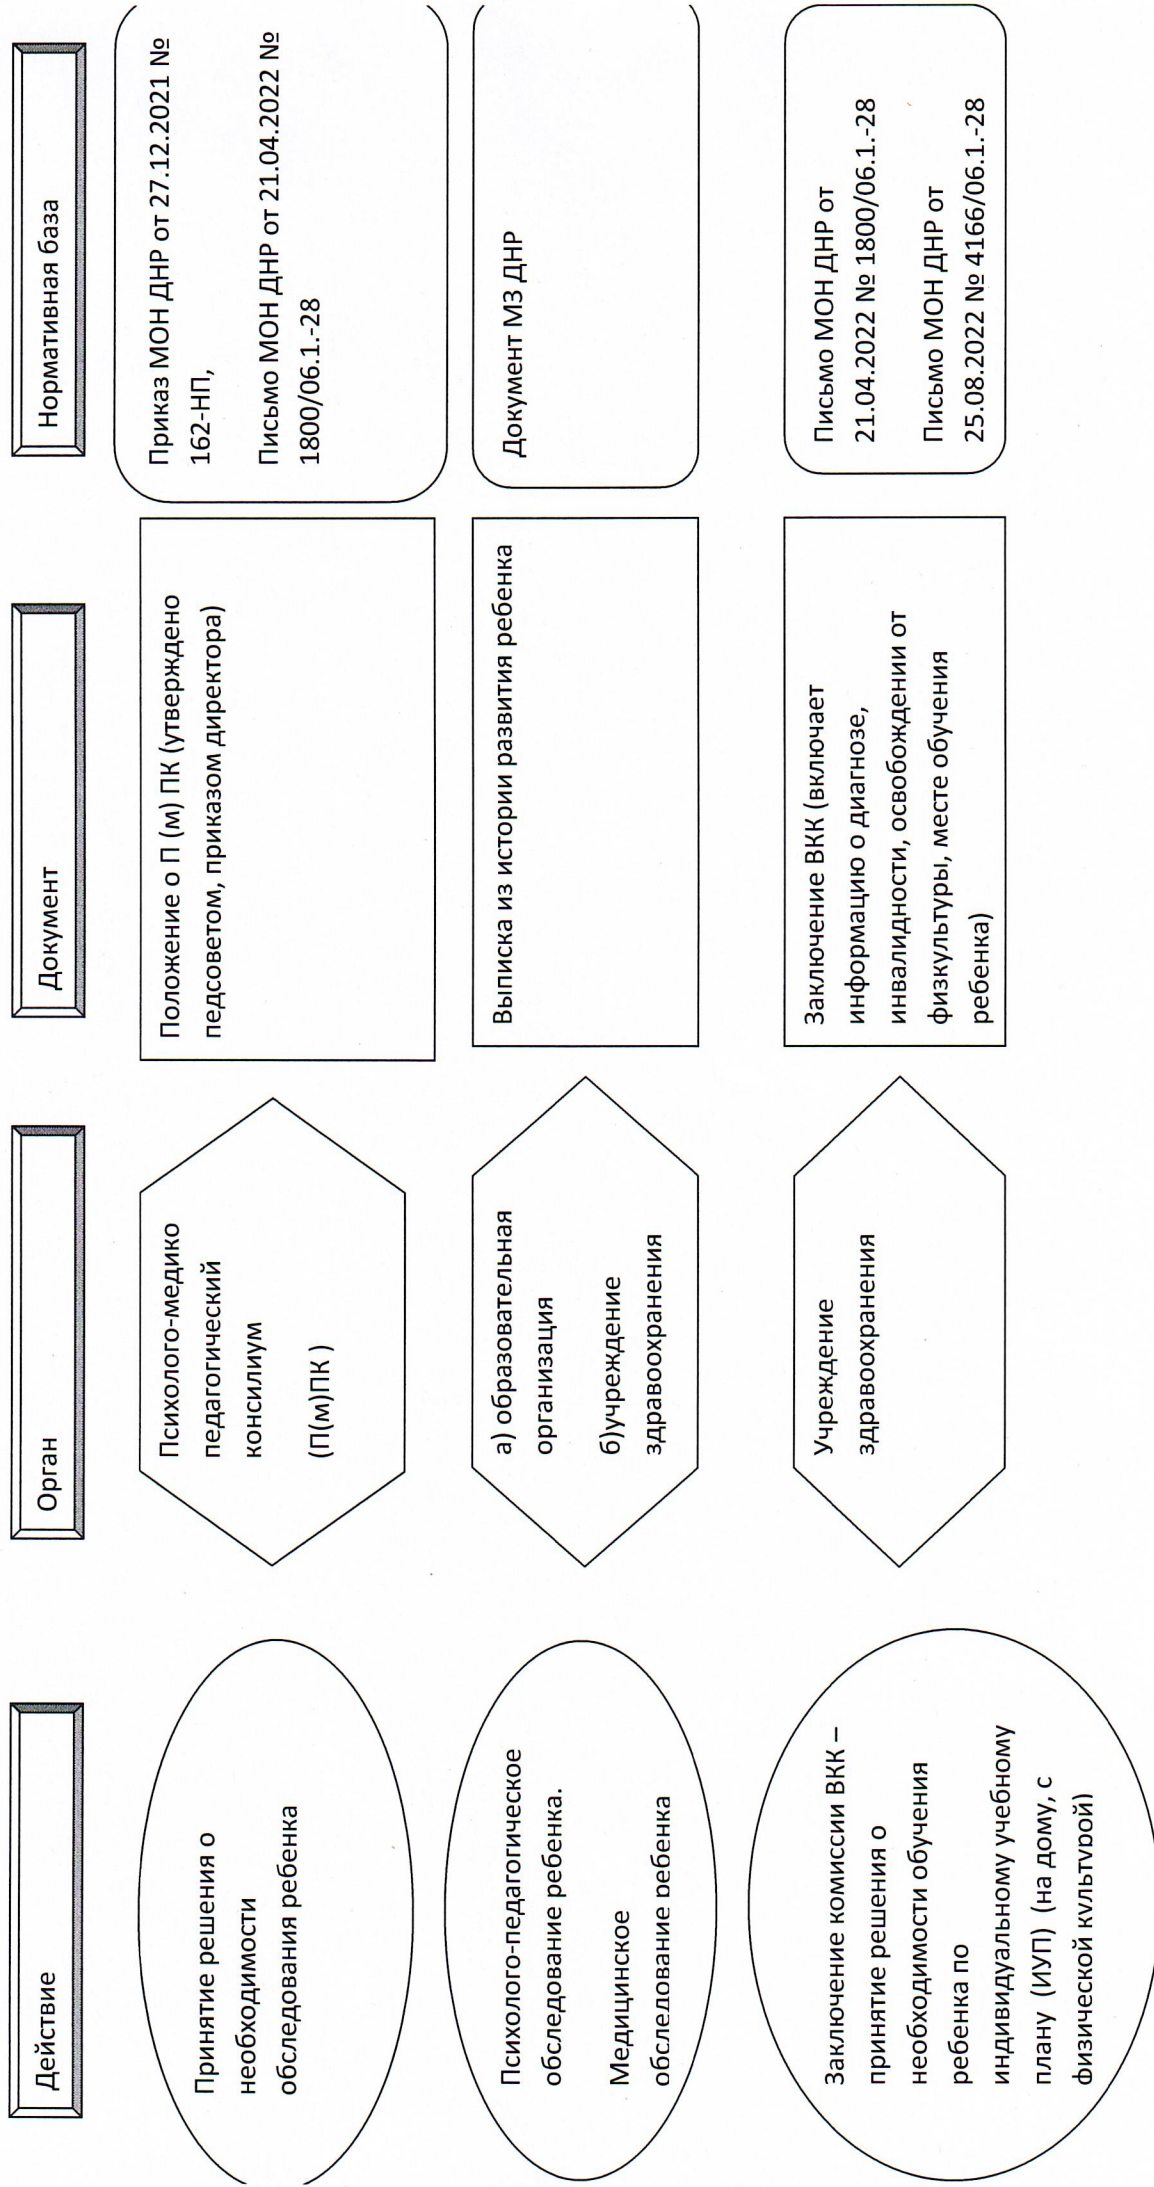 Действие
Орган
Документ
Нормативная база
Принятие решения о
необходимости
обследования ребенка
Психолого-медико
педагогический
консилиум
(П(м)ПК )
Положение о П (м) ПК (утверждено
педсоветом, приказом директора)
Приказ МОН ДНР от 27.12.2021 №
162-НП,
Письмо МОН ДНР от 21.04.2022 №
1800/06.1.-28
Психолого-педагогическое
обследование ребенка.
Медицинское
обследование ребенка
а) образовательная
организация
б)учреждение
здравоохранения
Выписка из истории развития ребенка
Документ МЗ ДНР
Заключение комиссии ВКК –
принятие решения о
необходимости обучения
ребенка по
индивидуальному учебному
плану (ИУП) (на дому, с
физической культурой)
Учреждение
здравоохранения
Заключение ВКК (включает
информацию о диагнозе,
инвалидности, освобождении от
физкультуры, месте обучения
ребенка)
Письмо МОН ДНР от
21.04.2022 № 1800/06.1.-28
Письмо МОН ДНР от
25.08.2022 № 4166/06.1.-28